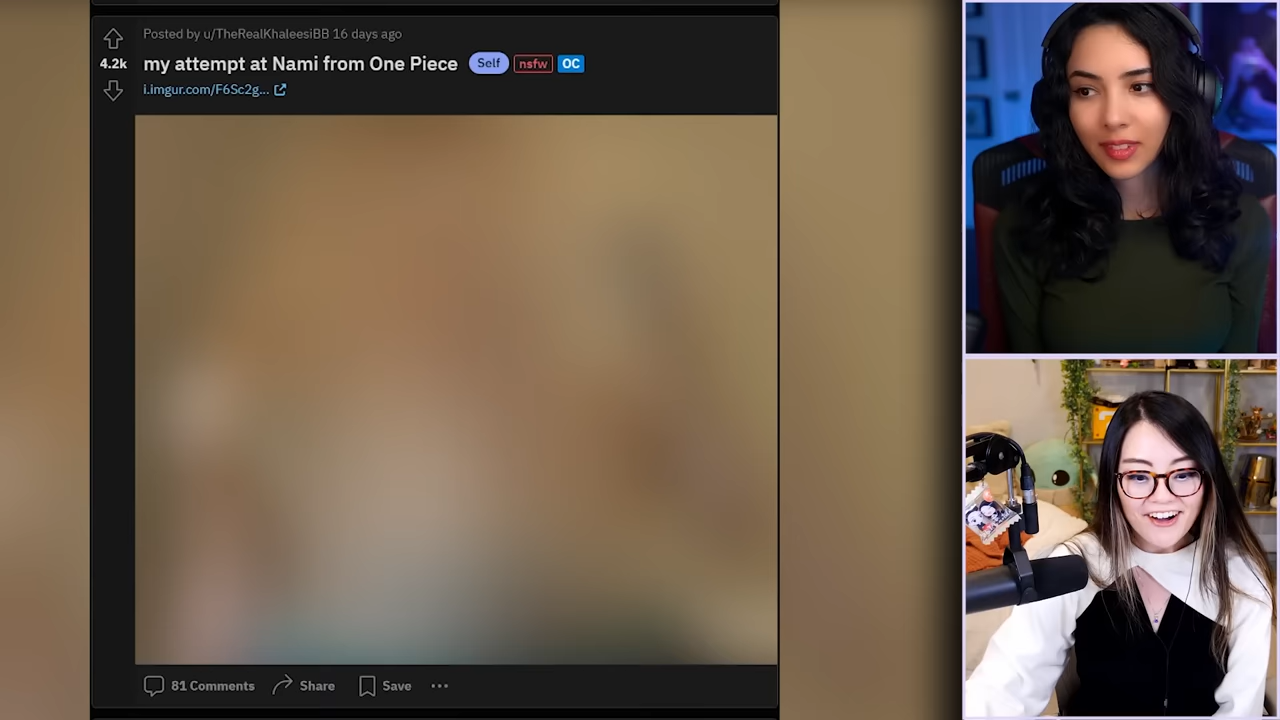 Posted by u/TheRealKhaleesiBB 16 days ago
4.2k
my attempt at Nami from One Piece Self nsfw OC
i.imgur.com/F6Sc2g...
81 Comments Share Save